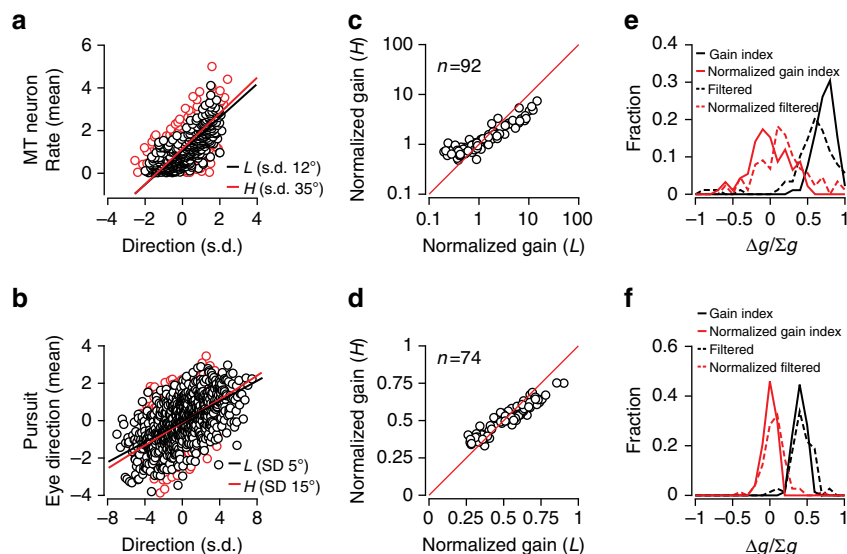 a
MT neuron
Rate (mean)
6
4
2
0
−4 −2 0 2 4
Direction (s.d.)
L (s.d. 12°)
H (s.d. 35°)
c
Normalized gain (H)
100
10
1
0.1
n=92
0.1 1 10 100
Normalized gain (L)
e
Fraction
0.4
0.3
0.2
0.1
0
Gain index
Normalized gain index
Filtered
Normalized filtered
−1 −0.5 0 0.5 1
Δg/Σg
b
Pursuit
Eye direction (mean)
4
2
0
−2
−4
−8 −4 0 4 8
Direction (s.d.)
L (SD 5°)
H (SD 15°)
d
Normalized gain (H)
1
0.75
0.5
0.25
0
n=74
0 0.25 0.5 0.75 1
Normalized gain (L)
f
Gain index
Normalized gain index
Filtered
Normalized filtered
Fraction
0.6
0.4
0.2
0
−1 −0.5 0 0.5 1
Δg/Σg